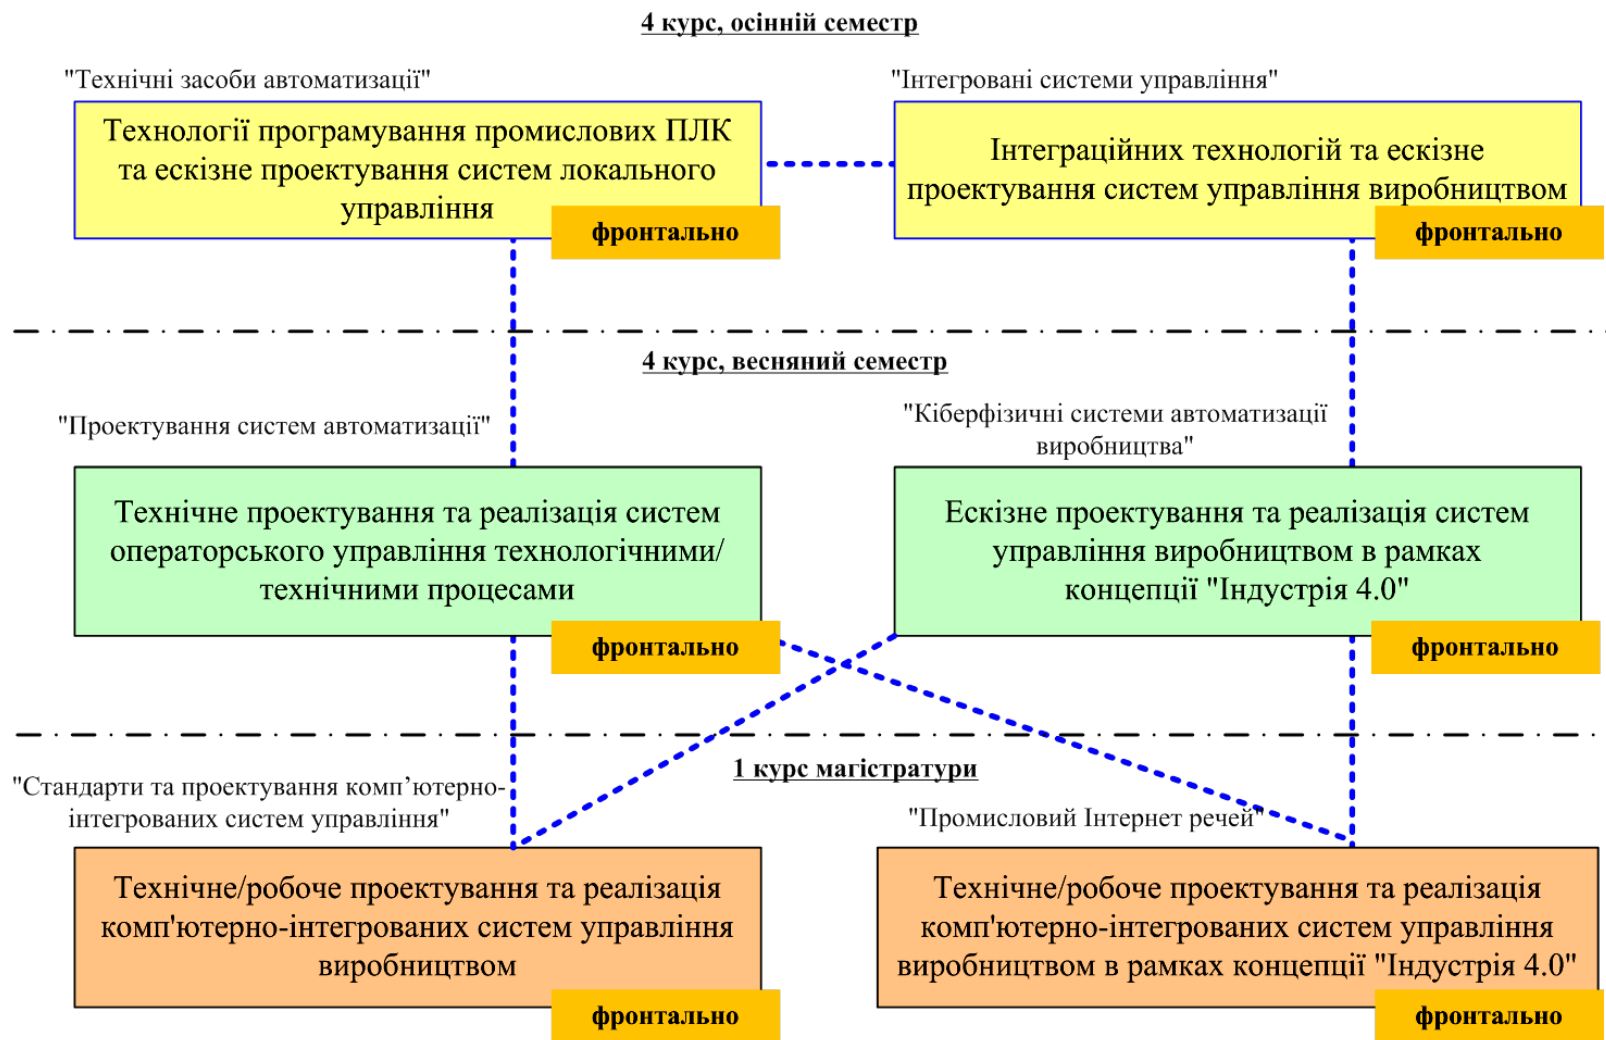 4 курс, осінній семестр
"Технічні засоби автоматизації"
Технології програмування промислових ПЛК
та ескізне проектування систем локального
управління
фронтально
"Інтегровані системи управління"
Інтеграційних технологій та ескізне
проектування систем управління виробництвом
фронтально
4 курс, весняний семестр
"Проектування систем автоматизації"
Технічне проектування та реалізація систем
операторського управління технологічними/
технічними процесами
фронтально
"Кіберфізичні системи автоматизації
виробництва"
Ескізне проектування та реалізація систем
управління виробництвом в рамках
концепції "Індустрія 4.0"
фронтально
1 курс магістратури
"Стандарти та проектування комп’ютерно-
інтегрованих систем управління"
Технічне/робоче проектування та реалізація
комп'ютерно-інтегрованих систем управління
виробництвом
фронтально
"Промисловий Інтернет речей"
Технічне/робоче проектування та реалізація
комп'ютерно-інтегрованих систем управління
виробництвом в рамках концепції "Індустрія 4.0"
фронтально